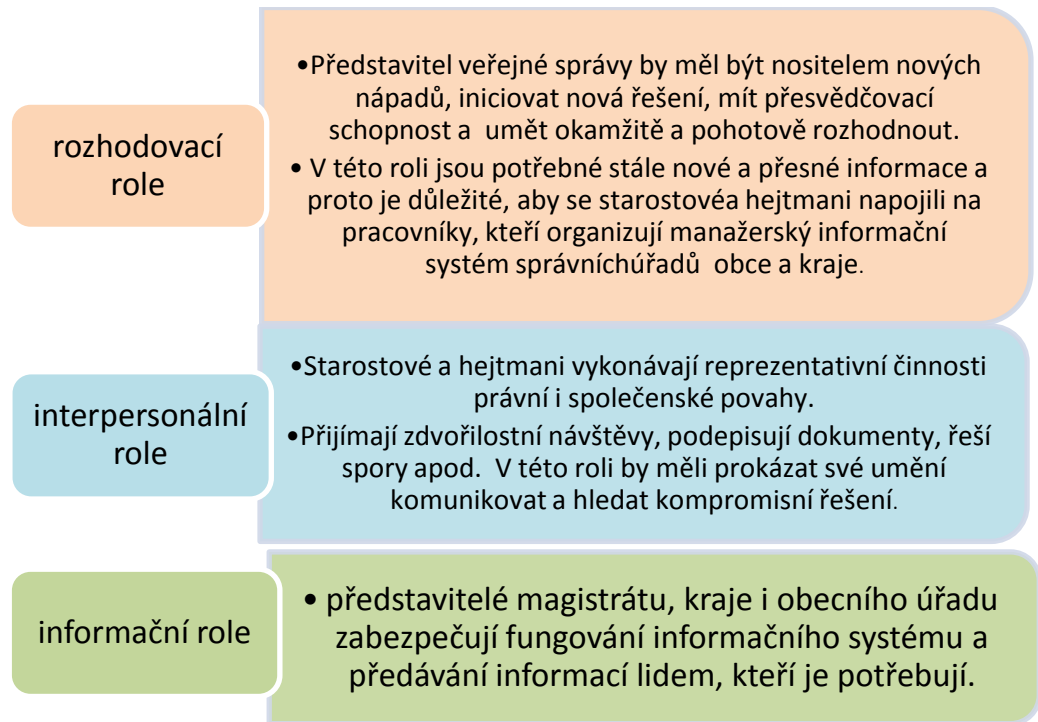 rozhodovací
role
•Představitel veřejné správy by měl být nositelem nových
nápadů, iniciovat nová řešení, mít přesvědčovací
schopnost a  umět okamžitě a pohotově rozhodnout.
• V této roli jsou potřebné stále nové a přesné informace a
proto je důležité, aby se starostovéa hejtmani napojili na
pracovníky, kteří organizují manažerský informační
systém správníchúřadů  obce a kraje.
interpersonální
role
•Starostové a hejtmani vykonávají reprezentativní činnosti
právní i společenské povahy.
•Přijímají zdvořilostní návštěvy, podepisují dokumenty, řeší
spory apod.  V této roli by měli prokázat své umění
komunikovat a hledat kompromisní řešení.
informační role
• představitelé magistrátu, kraje i obecního úřadu
zabezpečují fungování informačního systému a
předávání informací lidem, kteří je potřebují.